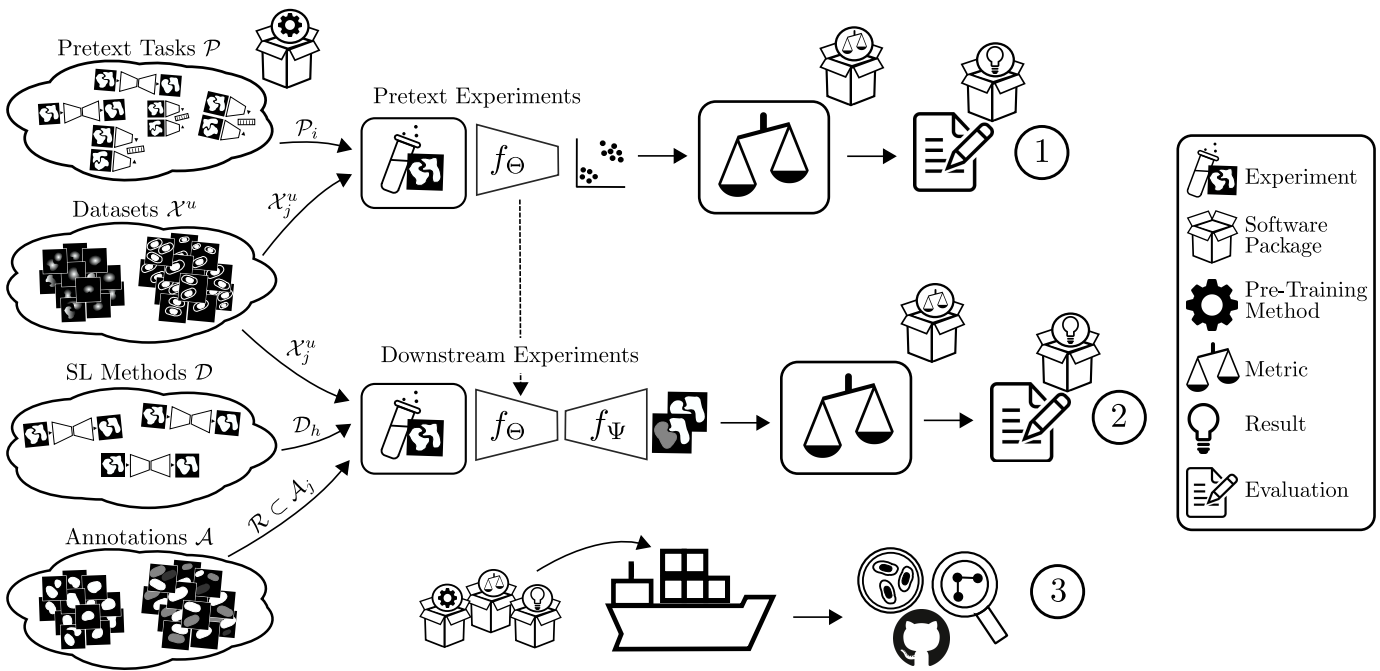 Pretext Tasks 𝒫
𝒫ᵢ
Pretext Experiments
f_Θ
1
Datasets 𝒳ᵘ
𝒳ⱼᵘ
𝒳ⱼᵘ
SL Methods 𝒟
𝒟ₕ
Downstream Experiments
f_Θ
f_Ψ
2
Annotations 𝒜
ℛ ⊂ 𝒜ⱼ
3
Experiment
Software
Package
Pre-Training
Method
Metric
Result
Evaluation